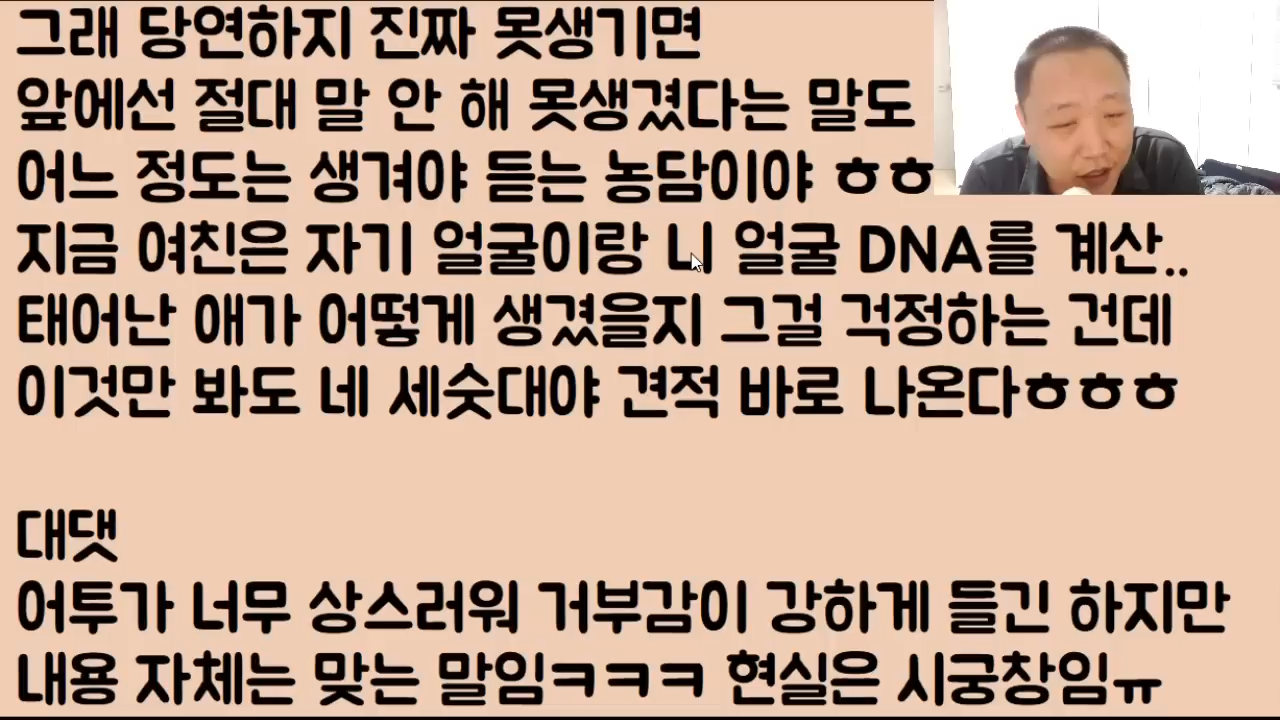 그래 당연하지 진짜 못생기면
앞에선 절대 말 안 해 못생겼다는 말도
어느 정도는 생겨야 듣는 농담이야 ㅎㅎ
지금 여친은 자기 얼굴이랑 니 얼굴 DNA를 계산..
태어난 애가 어떻게 생겼을지 그걸 걱정하는 건데
이것만 봐도 네 세숫대야 견적 바로 나온다ㅎㅎㅎ
대댓
어투가 너무 상스러워 거부감이 강하게 들긴 하지만
내용 자체는 맞는 말임ㅋㅋㅋ 현실은 시궁창임ㅠ